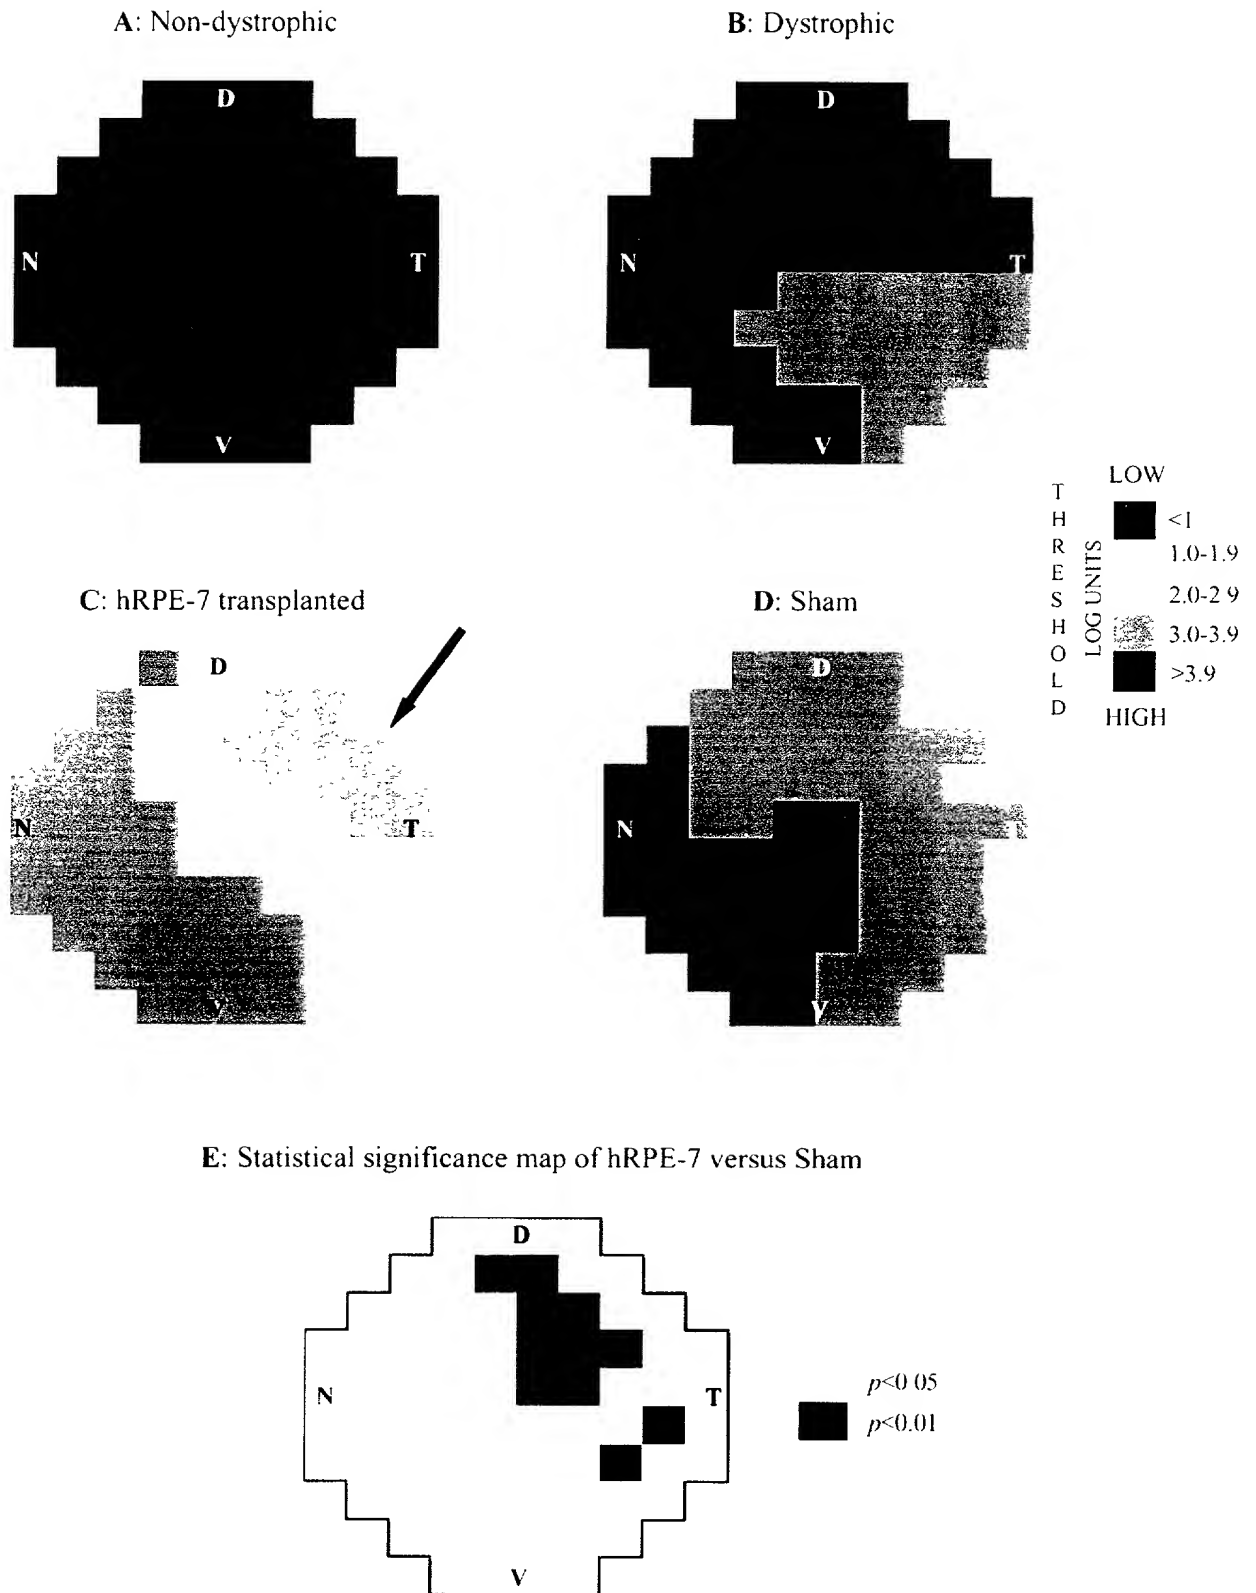 A: Non-dystrophic
B: Dystrophic
D
N
T
V
D
N
T
V
THRESHOLD
LOG UNITS
LOW
<1
1.0-1.9
2.0-2 9
3.0-3.9
>3.9
HIGH
C: hRPE-7 transplanted
D: Sham
D
N
T
V
D
N
T
V
E: Statistical significance map of hRPE-7 versus Sham
D
N
T
V
p<0 05
p<0.01